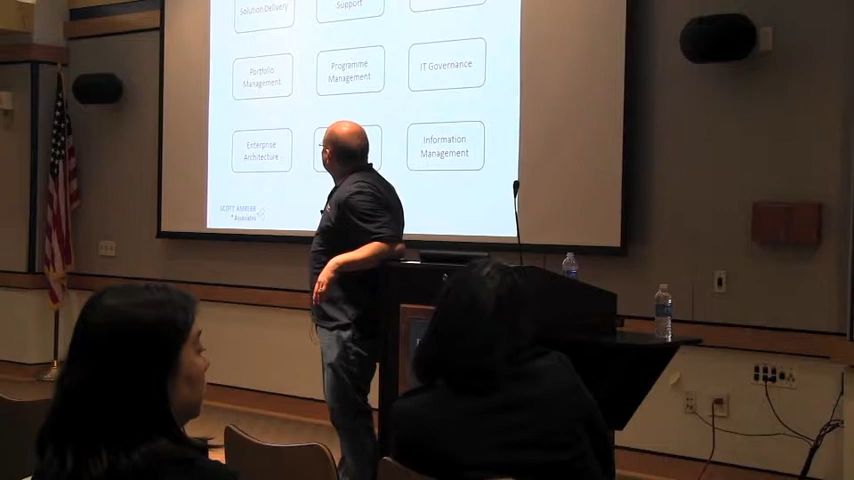 Solution Delivery
Support
Portfolio
Management
Programme
Management
IT Governance
Enterprise
Architecture
Information
Management
SCOTT AMBLER
+ Associates